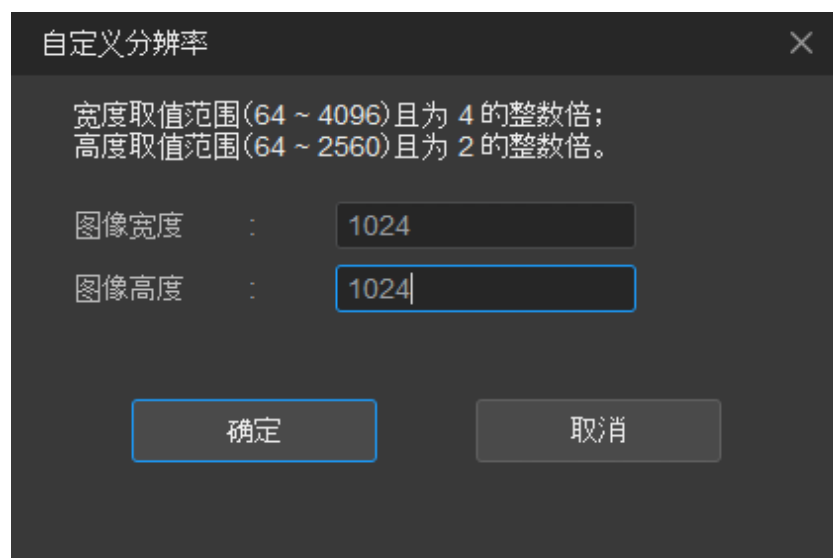 自定义分辨率
宽度取值范围(64 ~ 4096)且为 4 的整数倍;
高度取值范围(64 ~ 2560)且为 2 的整数倍。
图像宽度 : 1024
图像高度 : 1024
确定 取消